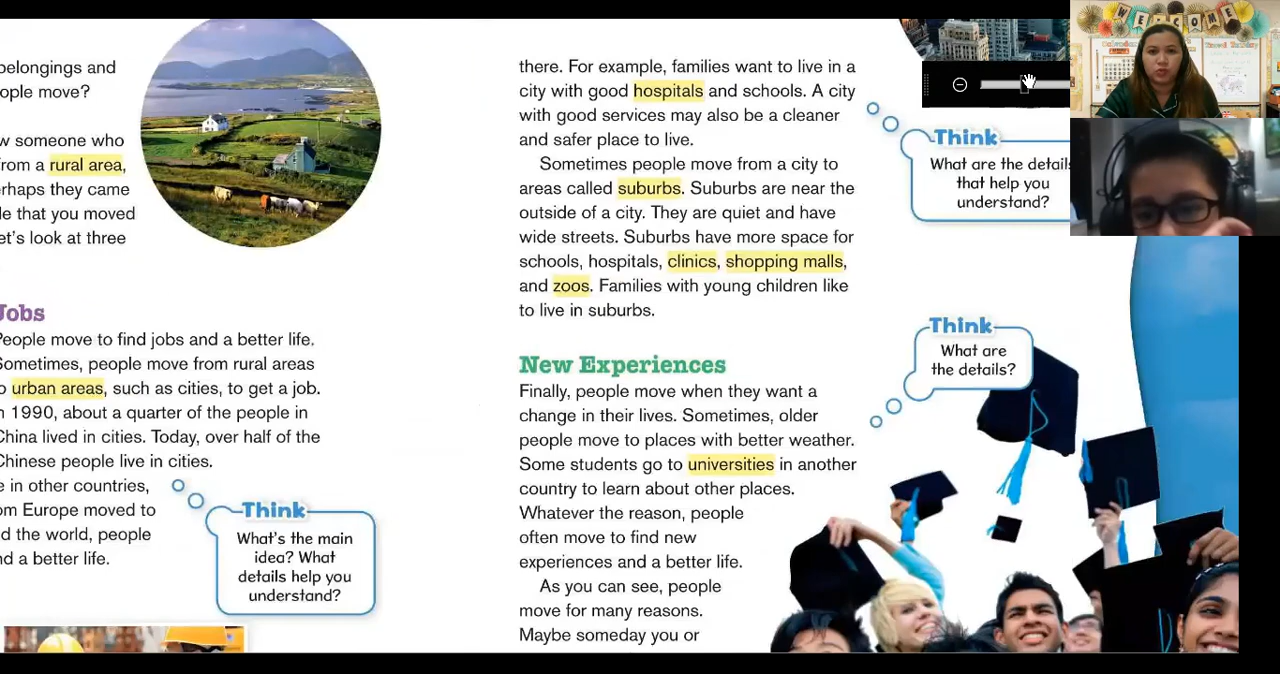 belongings and
ople move?
w someone who
from a rural area,
erhaps they came
de that you moved
et's look at three
Jobs
People move to find jobs and a better life.
Sometimes, people move from rural areas
o urban areas, such as cities, to get a job.
n 1990, about a quarter of the people in
China lived in cities. Today, over half of the
Chinese people live in cities.
e in other countries,
om Europe moved to
d the world, people
nd a better life.
Think
What's the main
idea? What
details help you
understand?
there. For example, families want to live in a
city with good hospitals and schools. A city
with good services may also be a cleaner
and safer place to live.
Sometimes people move from a city to
areas called suburbs. Suburbs are near the
outside of a city. They are quiet and have
wide streets. Suburbs have more space for
schools, hospitals, clinics, shopping malls,
and zoos. Families with young children like
to live in suburbs.
Think
What are the details
that help you
understand?
New Experiences
Finally, people move when they want a
change in their lives. Sometimes, older
people move to places with better weather.
Some students go to universities in another
country to learn about other places.
Whatever the reason, people
often move to find new
experiences and a better life.
As you can see, people
move for many reasons.
Maybe someday you or
Think
What are
the details?
WELCOME